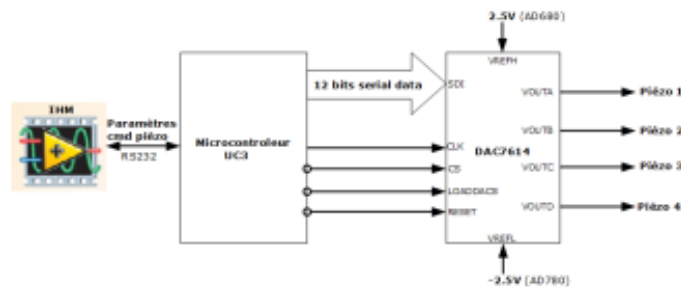 2.5V (AD680)
VREFH
12 bits serial data
SDI
VOUTA
Piézo 1
IHM
Paramètres
cmd piézo
RS232
Microcontroleur
UC3
VOUTB
Piézo 2
CLK
DAC7614
CS
VOUTC
Piézo 3
LOADDACS
RESET
VOUTD
Piézo 4
VREFL
-2.5V (AD780)